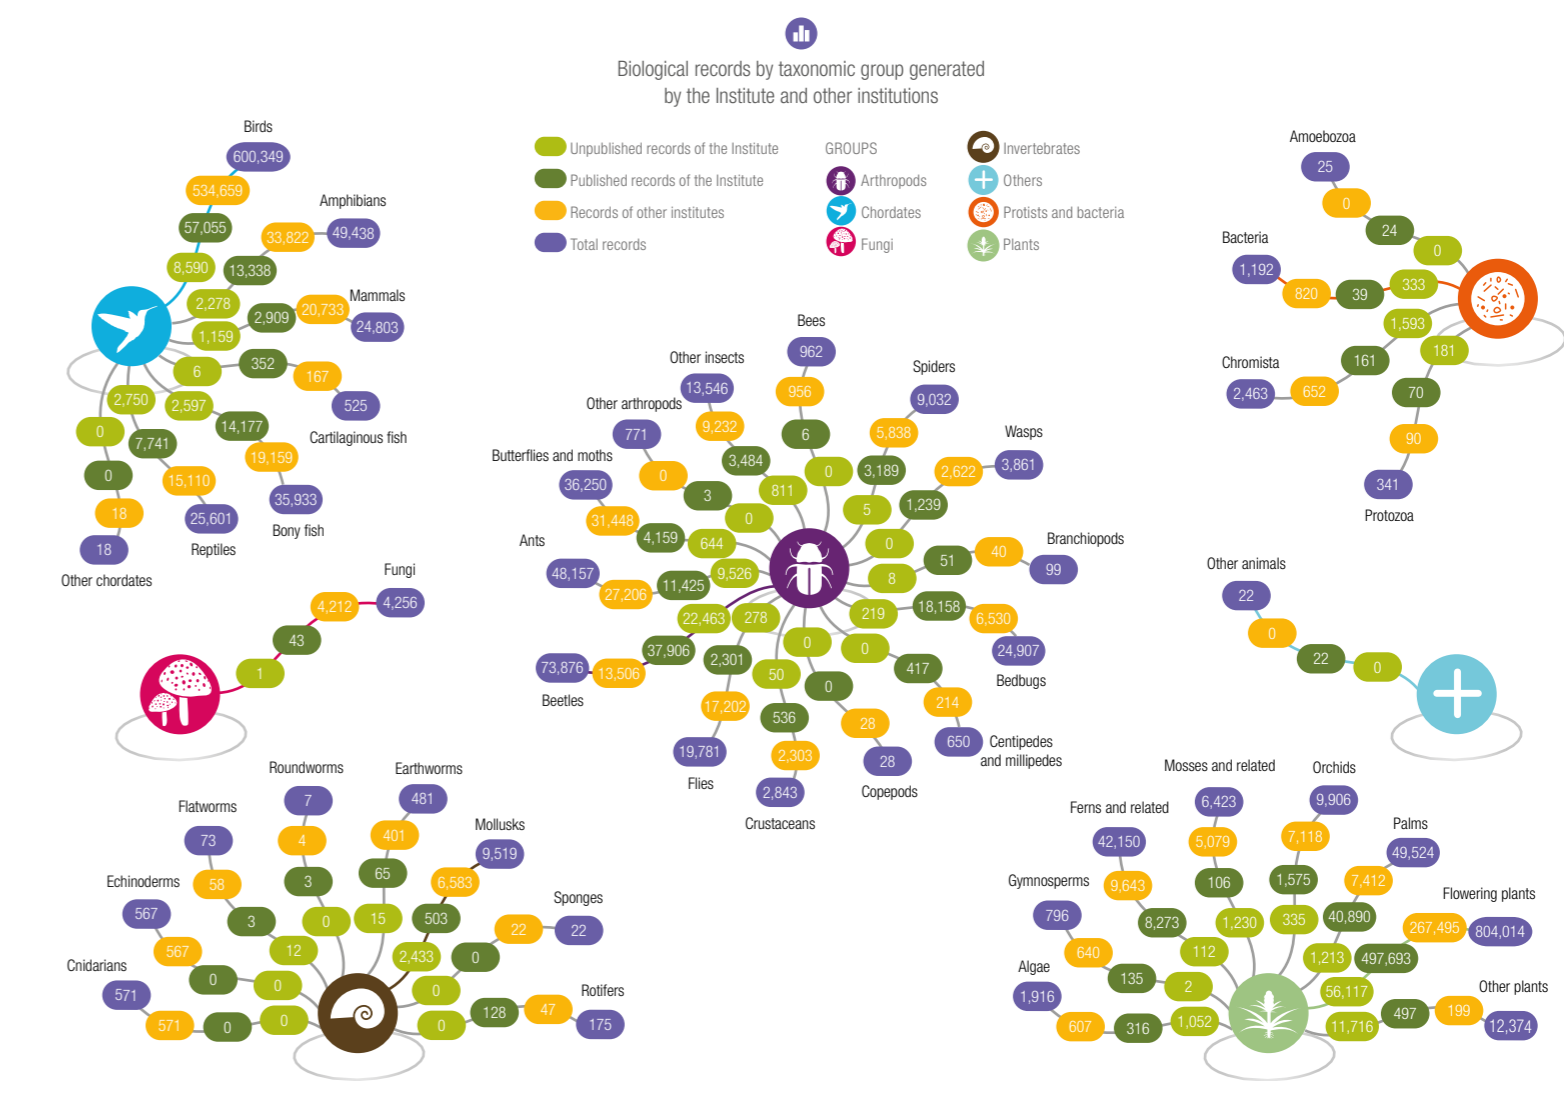 Biological records by taxonomic group generated
by the Institute and other institutions
Unpublished records of the Institute
Published records of the Institute
Records of other institutes
Total records
GROUPS
Arthropods
Chordates
Fungi
Invertebrates
Others
Protists and bacteria
Plants
Birds
600,349
534,659
57,055
8,590
Amphibians
49,438
33,822
13,338
2,278
Mammals
24,803
20,733
2,909
1,159
6
352
167
525
Cartilaginous fish
2,597
14,177
19,159
35,933
Bony fish
2,750
7,741
15,110
25,601
Reptiles
0
0
18
18
Other chordates
Fungi
4,256
4,212
43
1
Bees
962
956
6
0
Spiders
9,032
5,838
3,189
5
Wasps
3,861
2,622
1,239
0
Branchiopods
99
40
51
8
219
18,158
6,530
24,907
Bedbugs
0
417
214
650
Centipedes
and millipedes
0
0
28
28
Copepods
50
536
2,303
2,843
Crustaceans
278
2,301
17,202
19,781
Flies
22,463
37,906
13,506
73,876
Beetles
Ants
48,157
27,206
11,425
9,526
Butterflies and moths
36,250
31,448
4,159
644
Other arthropods
771
0
3
0
Other insects
13,546
9,232
3,484
811
Amoebozoa
25
0
24
0
Bacteria
1,192
820
39
333
Chromista
2,463
652
161
1,593
181
70
90
341
Protozoa
Other animals
22
0
22
0
Cnidarians
571
571
0
0
Echinoderms
567
567
0
0
Flatworms
73
58
3
12
Roundworms
7
4
3
0
Earthworms
481
401
65
15
Mollusks
9,519
6,583
503
2,433
Sponges
22
22
0
0
Rotifers
175
47
128
0
Algae
1,916
607
316
1,052
Gymnosperms
796
640
135
2
Ferns and related
42,150
9,643
8,273
112
Mosses and related
6,423
5,079
106
1,230
Orchids
9,906
7,118
1,575
335
Palms
49,524
7,412
40,890
1,213
Flowering plants
804,014
267,495
497,693
56,117
Other plants
12,374
199
497
11,716